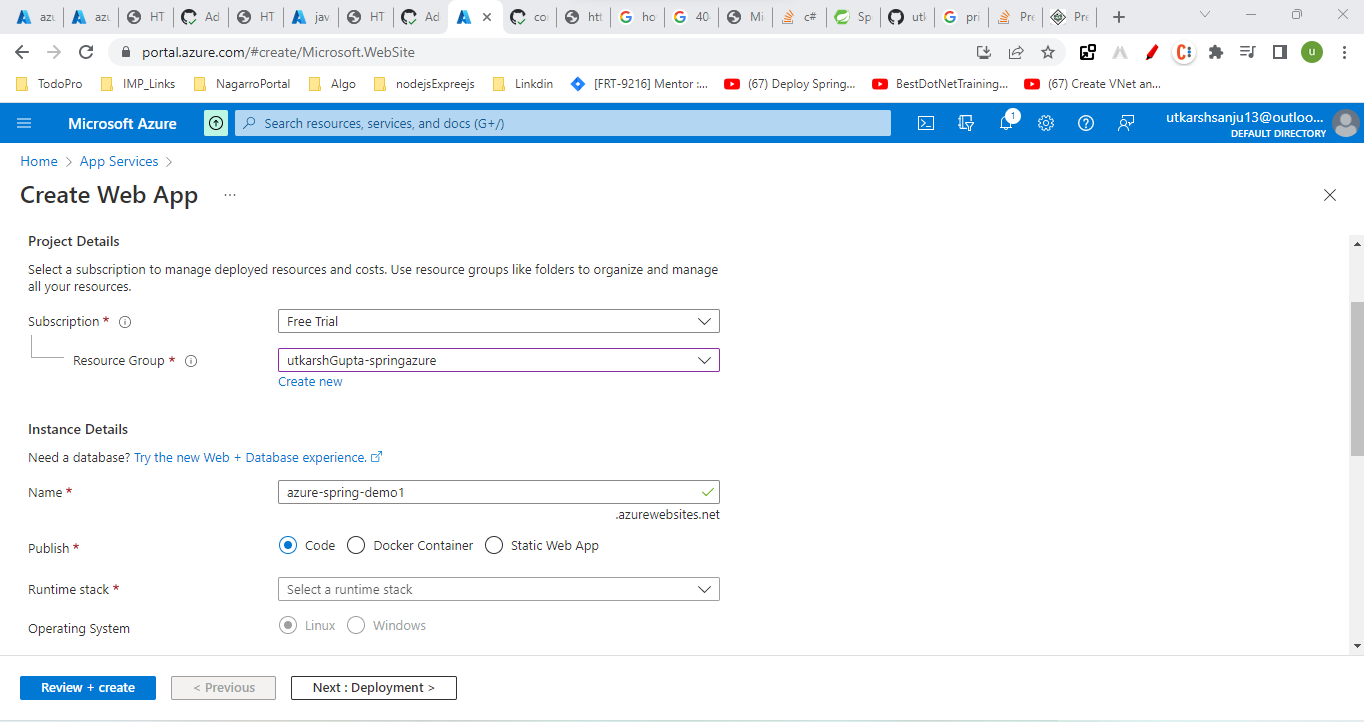 azu
azu
HT
Ad
HT
jav
HT
Ad
co
htt
ho
40
Mi
c#
Sp
utk
pri
Pre
Pre
portal.azure.com/#create/Microsoft.WebSite
u
TodoPro
IMP_Links
NagarroPortal
Algo
nodejsExpreejs
Linkdin
[FRT-9216] Mentor :...
(67) Deploy Spring...
BestDotNetTraining...
(67) Create VNet an...
Microsoft Azure
Search resources, services, and docs (G+/)
1
utkarshsanju13@outloo...
DEFAULT DIRECTORY
Home > App Services >
Create Web App ...
Project Details
Select a subscription to manage deployed resources and costs. Use resource groups like folders to organize and manage
all your resources.
Subscription *
Free Trial
Resource Group *
utkarshGupta-springazure
Create new
Instance Details
Need a database? Try the new Web + Database experience.
Name *
azure-spring-demo1
.azurewebsites.net
Publish *
Code
Docker Container
Static Web App
Runtime stack *
Select a runtime stack
Operating System
Linux
Windows
Review + create
< Previous
Next : Deployment >